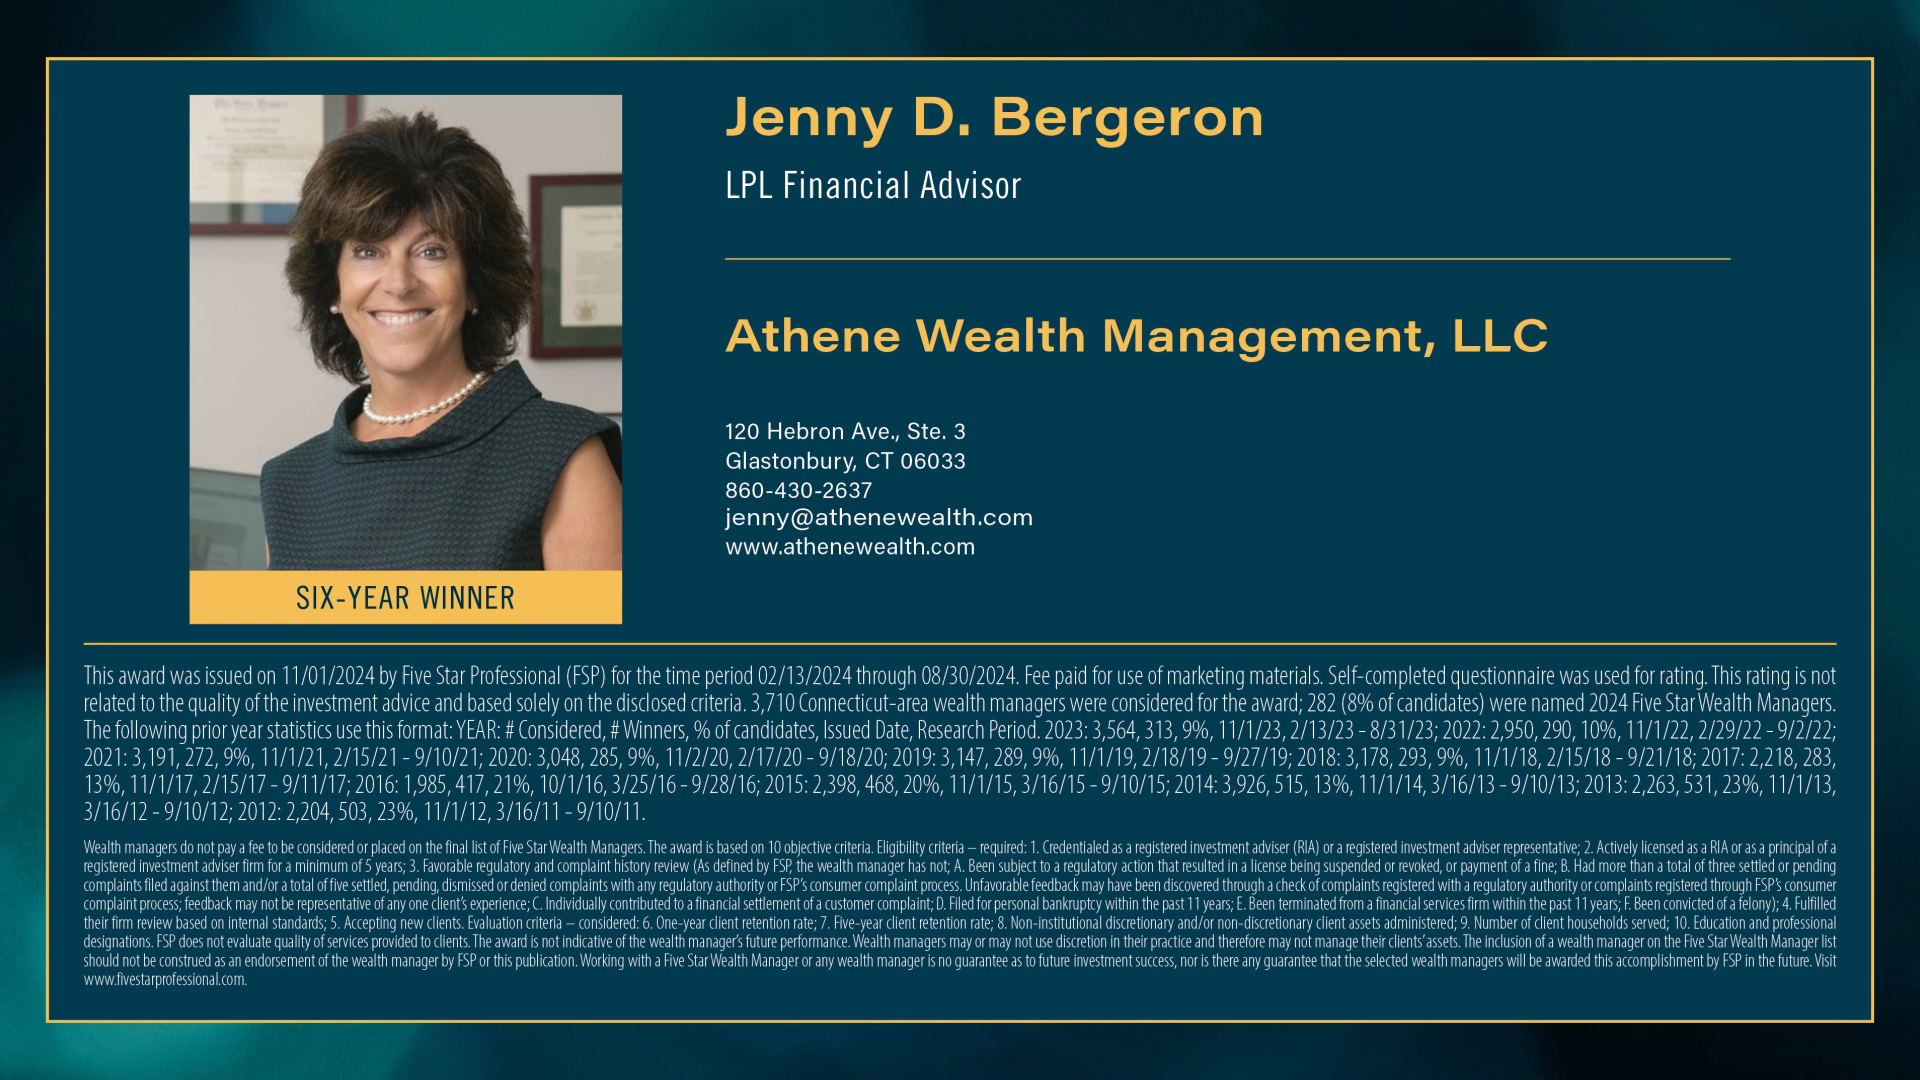 Jenny D. Bergeron
LPL Financial Advisor
Athene Wealth Management, LLC
120 Hebron Ave., Ste. 3
Glastonbury, CT 06033
860-430-2637
jenny@athenewealth.com
www.athenewealth.com
SIX-YEAR WINNER
This award was issued on 11/01/2024 by Five Star Professional (FSP) for the time period 02/13/2024 through 08/30/2024. Fee paid for use of marketing materials. Self-completed questionnaire was used for rating. This rating is not
related to the quality of the investment advice and based solely on the disclosed criteria. 3,710 Connecticut-area wealth managers were considered for the award; 282 (8% of candidates) were named 2024 Five Star Wealth Managers.
The following prior year statistics use this format: YEAR: # Considered, # Winners, % of candidates, Issued Date, Research Period. 2023: 3,564, 313, 9%, 11/1/23, 2/13/23 - 8/31/23; 2022: 2,950, 290, 10%, 11/1/22, 2/29/22 - 9/2/22;
2021: 3,191, 272, 9%, 11/1/21, 2/15/21 - 9/10/21; 2020: 3,048, 285, 9%, 11/2/20, 2/17/20 - 9/18/20; 2019: 3,147, 289, 9%, 11/1/19, 2/18/19 - 9/27/19; 2018: 3,178, 293, 9%, 11/1/18, 2/15/18 - 9/21/18; 2017: 2,218, 283,
13%, 11/1/17, 2/15/17 - 9/11/17; 2016: 1,985, 417, 21%, 10/1/16, 3/25/16 - 9/28/16; 2015: 2,398, 468, 20%, 11/1/15, 3/16/15 - 9/10/15; 2014: 3,926, 515, 13%, 11/1/14, 3/16/13 - 9/10/13; 2013: 2,263, 531, 23%, 11/1/13,
3/16/12 - 9/10/12; 2012: 2,204, 503, 23%, 11/1/12, 3/16/11 - 9/10/11.
Wealth managers do not pay a fee to be considered or placed on the final list of Five Star Wealth Managers. The award is based on 10 objective criteria. Eligibility criteria – required: 1. Credentialed as a registered investment adviser (RIA) or a registered investment adviser representative; 2. Actively licensed as a RIA or as a principal of a
registered investment adviser firm for a minimum of 5 years; 3. Favorable regulatory and complaint history review (As defined by FSP, the wealth manager has not; A. Been subject to a regulatory action that resulted in a license being suspended or revoked, or payment of a fine; B. Had more than a total of three settled or pending
complaints filed against them and/or a total of five settled, pending, dismissed or denied complaints with any regulatory authority or FSP's consumer complaint process. Unfavorable feedback may have been discovered through a check of complaints registered with a regulatory authority or complaints registered through FSP's consumer
complaint process; feedback may not be representative of any one client's experience; C. Individually contributed to a financial settlement of a customer complaint; D. Filed for personal bankruptcy within the past 11 years; E. Been terminated from a financial services firm within the past 11 years; F. Been convicted of a felony); 4. Fulfilled
their firm review based on internal standards; 5. Accepting new clients. Evaluation criteria – considered: 6. One-year client retention rate; 7. Five-year client retention rate; 8. Non-institutional discretionary and/or non-discretionary client assets administered; 9. Number of client households served; 10. Education and professional
designations. FSP does not evaluate quality of services provided to clients. The award is not indicative of the wealth manager's future performance. Wealth managers may or may not use discretion in their practice and therefore may not manage their clients' assets. The inclusion of a wealth manager on the Five Star Wealth Manager list
should not be construed as an endorsement of the wealth manager by FSP or this publication. Working with a Five Star Wealth Manager or any wealth manager is no guarantee as to future investment success, nor is there any guarantee that the selected wealth managers will be awarded this accomplishment by FSP in the future. Visit
www.fivestarprofessional.com.